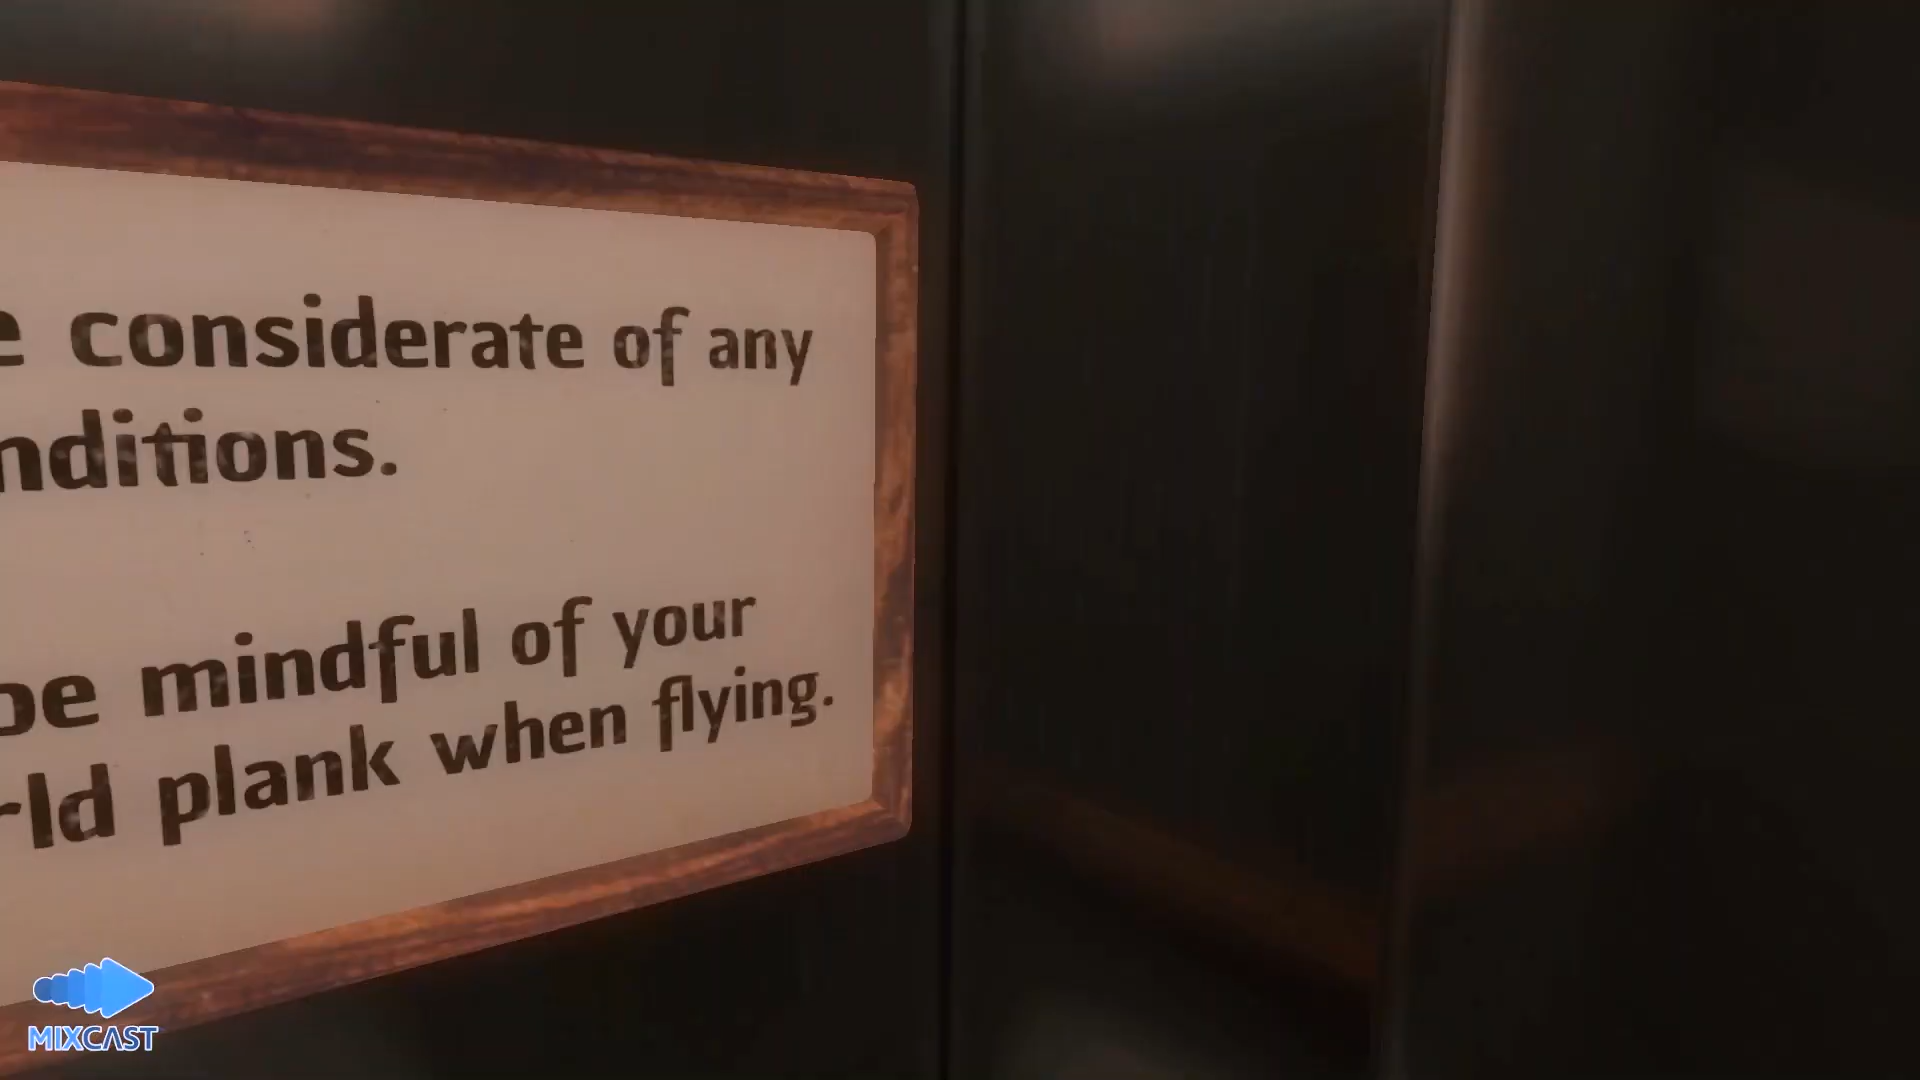 considerate of any
nditions.
be mindful of your
rld plank when flying.
MIXCAST